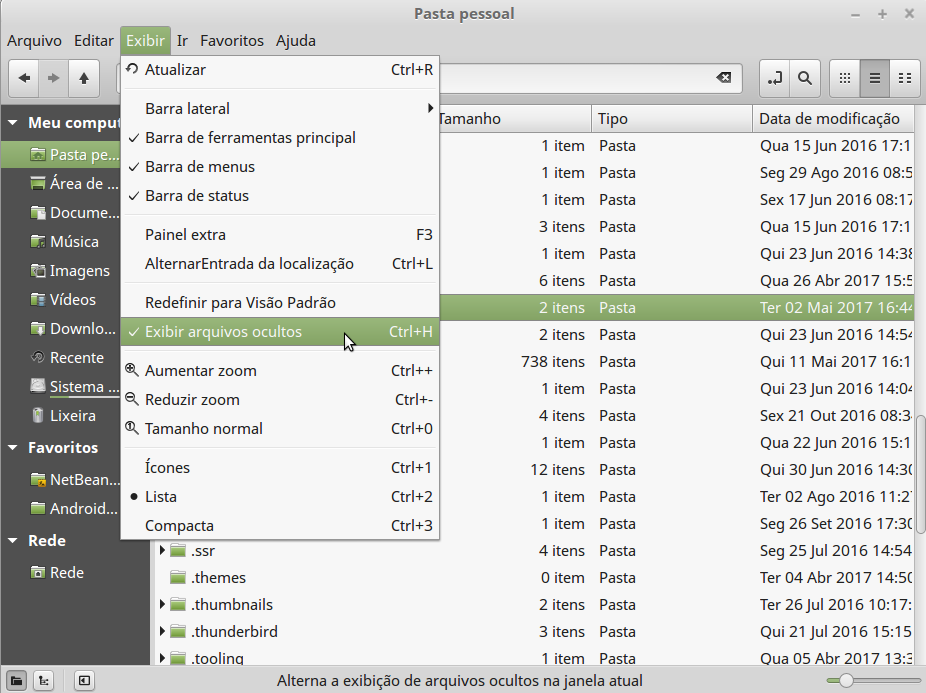 Pasta pessoal
Arquivo Editar Exibir Ir Favoritos Ajuda
Atualizar Ctrl+R
Barra lateral
Barra de ferramentas principal
Barra de menus
Barra de status
Painel extra F3
AlternarEntrada da localização Ctrl+L
Redefinir para Visão Padrão
Exibir arquivos ocultos Ctrl+H
Aumentar zoom Ctrl++
Reduzir zoom Ctrl+-
Tamanho normal Ctrl+0
Ícones Ctrl+1
Lista Ctrl+2
Compacta Ctrl+3
Meu comput
Pasta pe...
Área de ...
Docume...
Música
Imagens
Vídeos
Downlo...
Recente
Sistema ...
Lixeira
Favoritos
NetBean...
Android...
Rede
Rede
Tamanho Tipo Data de modificação
1 item Pasta Qua 15 Jun 2016 17:1
1 item Pasta Seg 29 Ago 2016 08:5
1 item Pasta Sex 17 Jun 2016 08:17
3 itens Pasta Qua 15 Jun 2016 17:1
1 item Pasta Qui 23 Jun 2016 14:38
6 itens Pasta Qua 26 Abr 2017 15:5
2 itens Pasta Ter 02 Mai 2017 16:44
2 itens Pasta Qui 23 Jun 2016 14:54
738 itens Pasta Qui 11 Mai 2017 16:1
1 item Pasta Qui 23 Jun 2016 14:04
4 itens Pasta Sex 21 Out 2016 08:3
1 item Pasta Qua 22 Jun 2016 15:1
12 itens Pasta Qui 30 Jun 2016 14:30
1 item Pasta Ter 02 Ago 2016 11:27
1 item Pasta Seg 26 Set 2016 17:30
.ssr 4 itens Pasta Seg 25 Jul 2016 14:54
.themes 0 item Pasta Ter 04 Abr 2017 14:50
.thumbnails 2 itens Pasta Ter 26 Jul 2016 10:17:
.thunderbird 3 itens Pasta Qui 21 Jul 2016 15:15
.tooling 1 item Pasta Qua 05 Abr 2017 13:3
Alterna a exibição de arquivos ocultos na janela atual